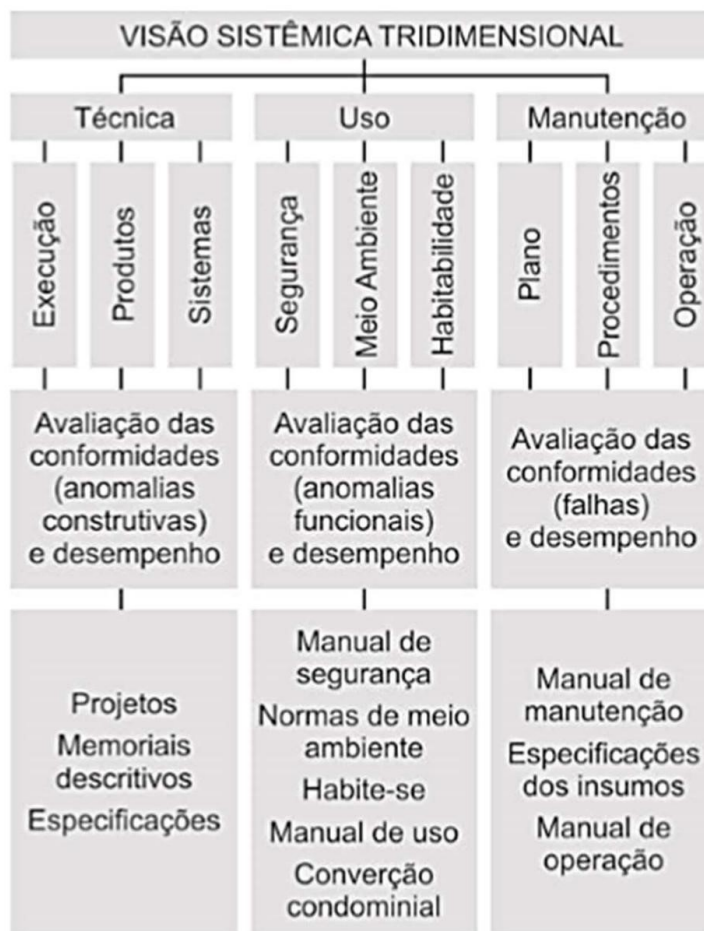 VISÃO SISTÊMICA TRIDIMENSIONAL
Técnica
Uso
Manutenção
Execução
Produtos
Sistemas
Segurança
Meio Ambiente
Habitabilidade
Plano
Procedimentos
Operação
Avaliação das
conformidades
(anomalias
construtivas)
e desempenho
Avaliação das
conformidades
(anomalias
funcionais)
e desempenho
Avaliação das
conformidades
(falhas)
e desempenho
Projetos
Memoriais
descritivos
Especificações
Manual de
segurança
Normas de meio
ambiente
Habite-se
Manual de uso
Converção
condominial
Manual de
manutenção
Especificações
dos insumos
Manual de
operação